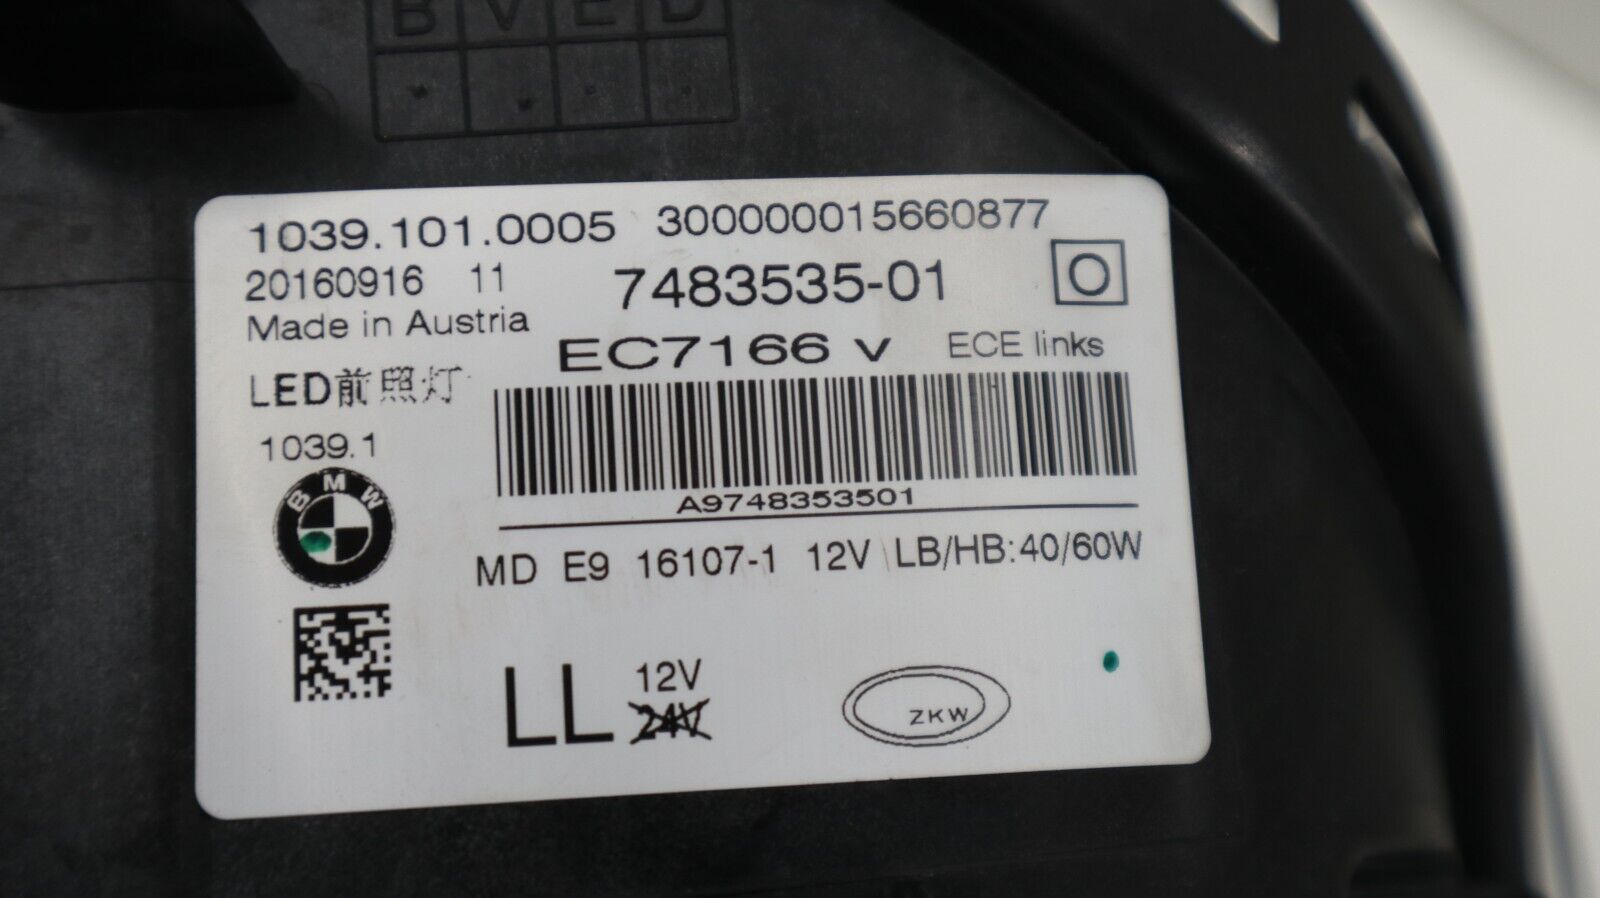 B V E D
1039.101.0005 300000015660877
20160916 11 7483535-01 O
Made in Austria
EC7166 v ECE links
LED前照灯
1039.1
BMW
A9748353501
MD E9 16107-1 12V LB/HB:40/60W
LL 12V
24V
ZKW